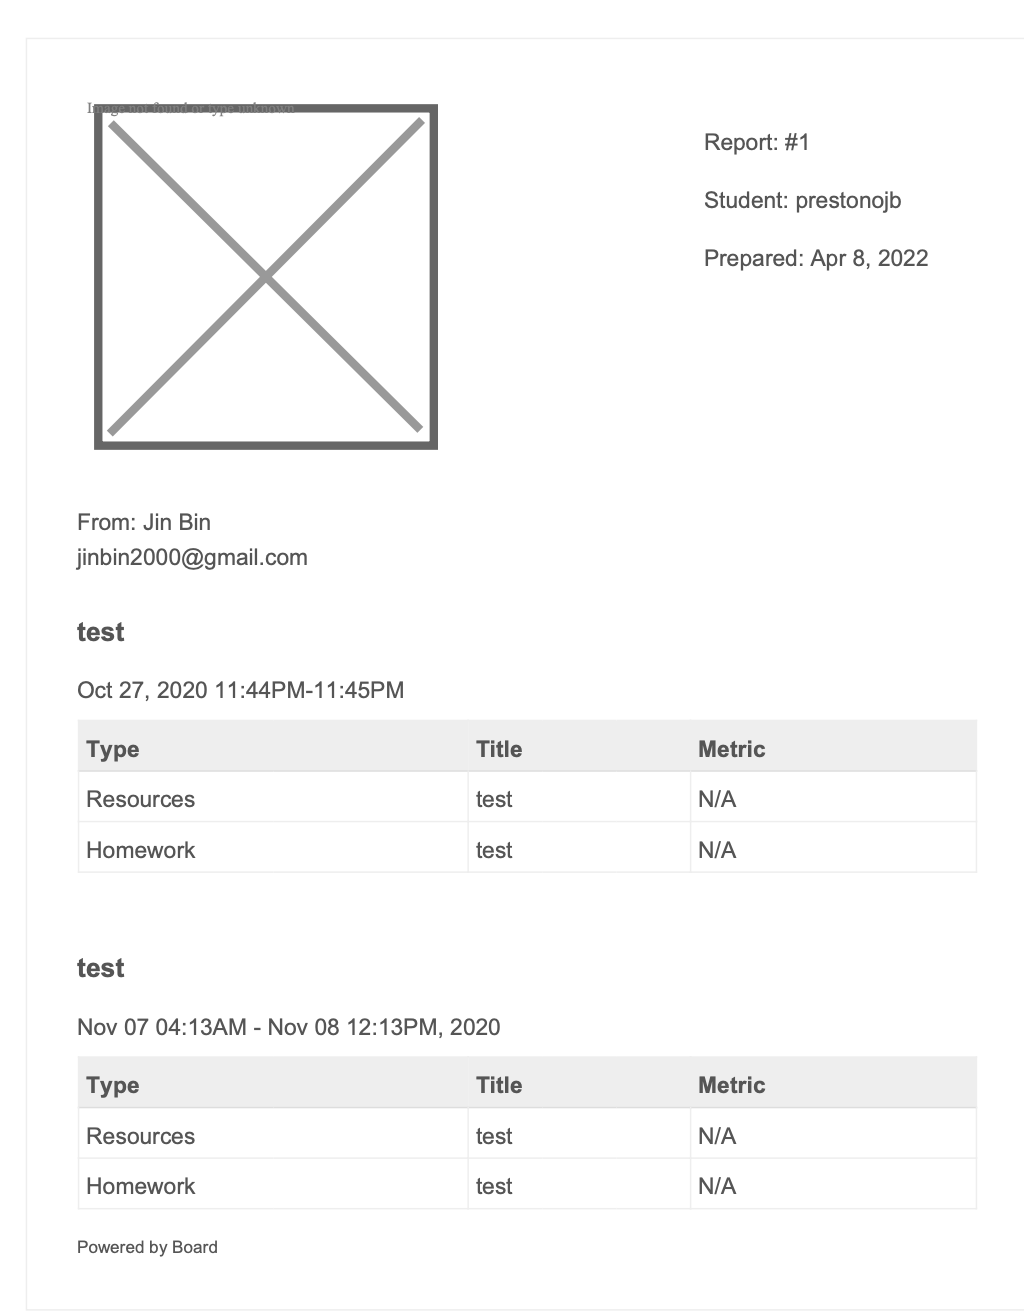 Image not found or type unknown
Report: #1
Student: prestonojb
Prepared: Apr 8, 2022
From: Jin Bin
jinbin2000@gmail.com
test
Oct 27, 2020 11:44PM-11:45PM
Type Title Metric
Resources test N/A
Homework test N/A
test
Nov 07 04:13AM - Nov 08 12:13PM, 2020
Type Title Metric
Resources test N/A
Homework test N/A
Powered by Board